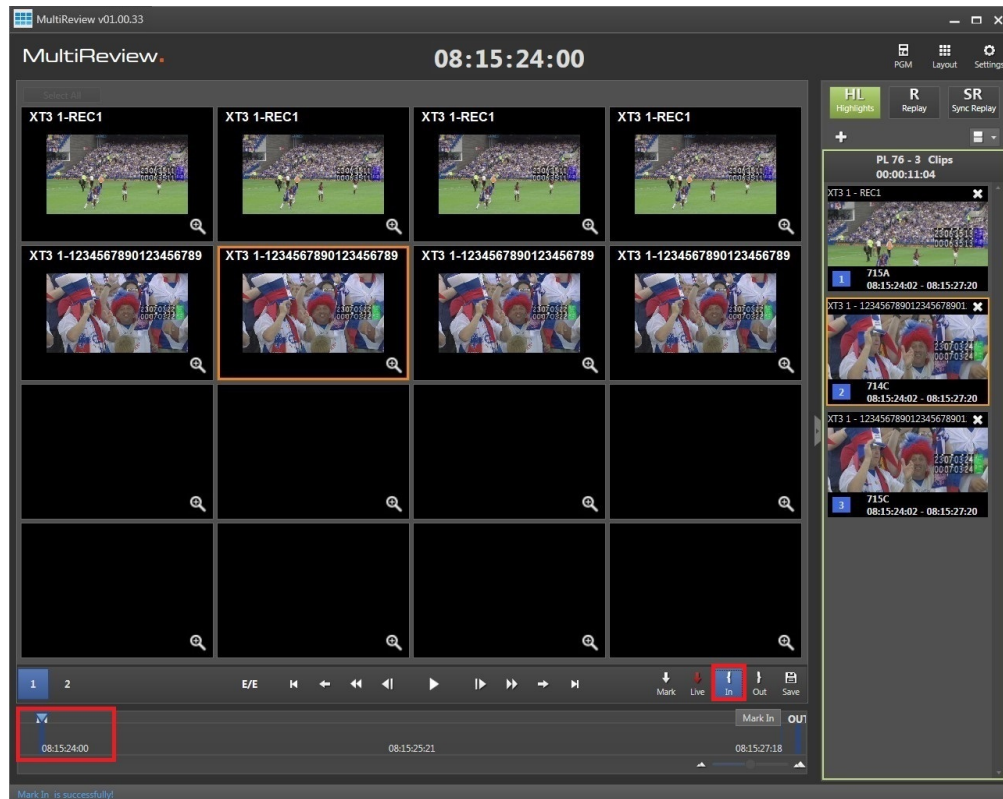 MultiReview v01.00.33
MultiReview.
08:15:24:00
PGM
Layout
Settings
Select All
HL
Highlights
R
Replay
SR
Sync Replay
XT3 1-REC1
XT3 1-REC1
XT3 1-REC1
XT3 1-REC1
XT3 1-1234567890123456789
XT3 1-1234567890123456789
XT3 1-1234567890123456789
XT3 1-1234567890123456789
PL 76 - 3 Clips
00:00:11:04
XT3 1 - REC1
1
715A
08:15:24:02 - 08:15:27:20
XT3 1 - 123456789012345678901
2
714C
08:15:24:02 - 08:15:27:20
XT3 1 - 123456789012345678901
3
715C
08:15:24:02 - 08:15:27:20
1
2
E/E
Mark
Live
In
Out
Save
Mark In
OUT
08:15:24:00
08:15:25:21
08:15:27:18
Mark In is successfully!